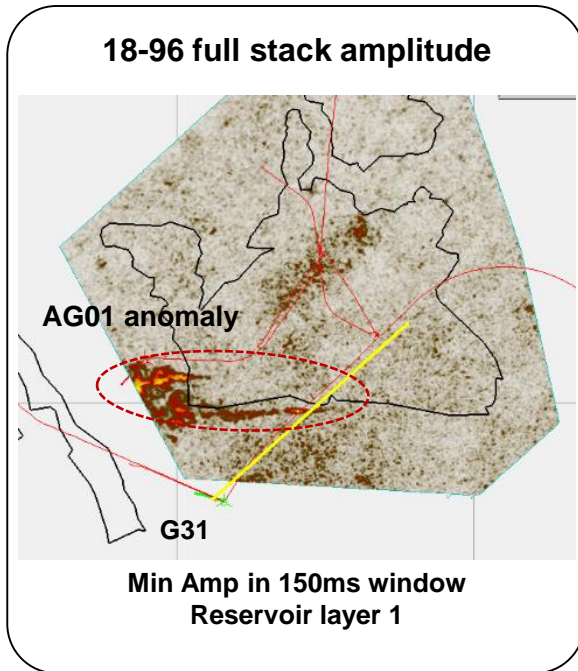 18-96 full stack amplitude
AG01 anomaly
G31
Min Amp in 150ms window
Reservoir layer 1